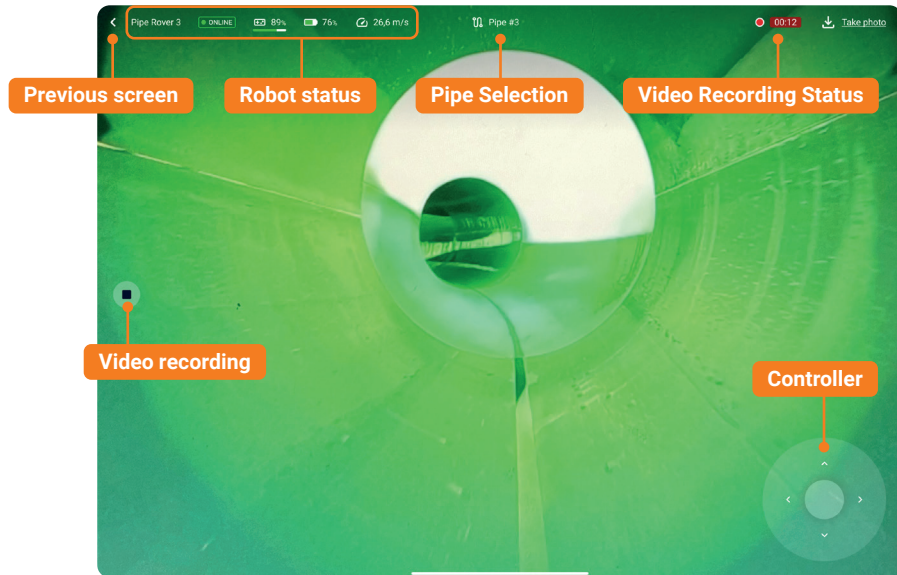 Pipe Rover 3 ONLINE 89% 76% 26,6 m/s Pipe #3 00:12 Take photo
Previous screen Robot status Pipe Selection Video Recording Status
Video recording
Controller